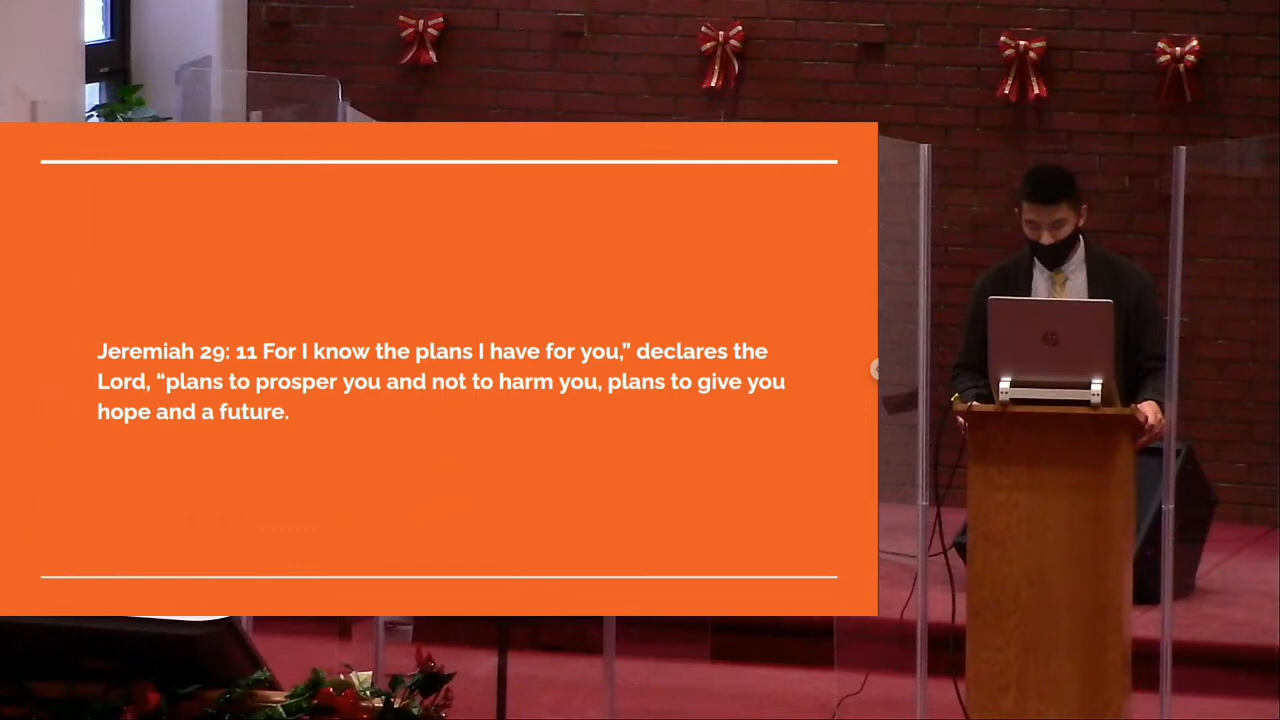 Jeremiah 29: 11 For I know the plans I have for you,” declares the
Lord, “plans to prosper you and not to harm you, plans to give you
hope and a future.